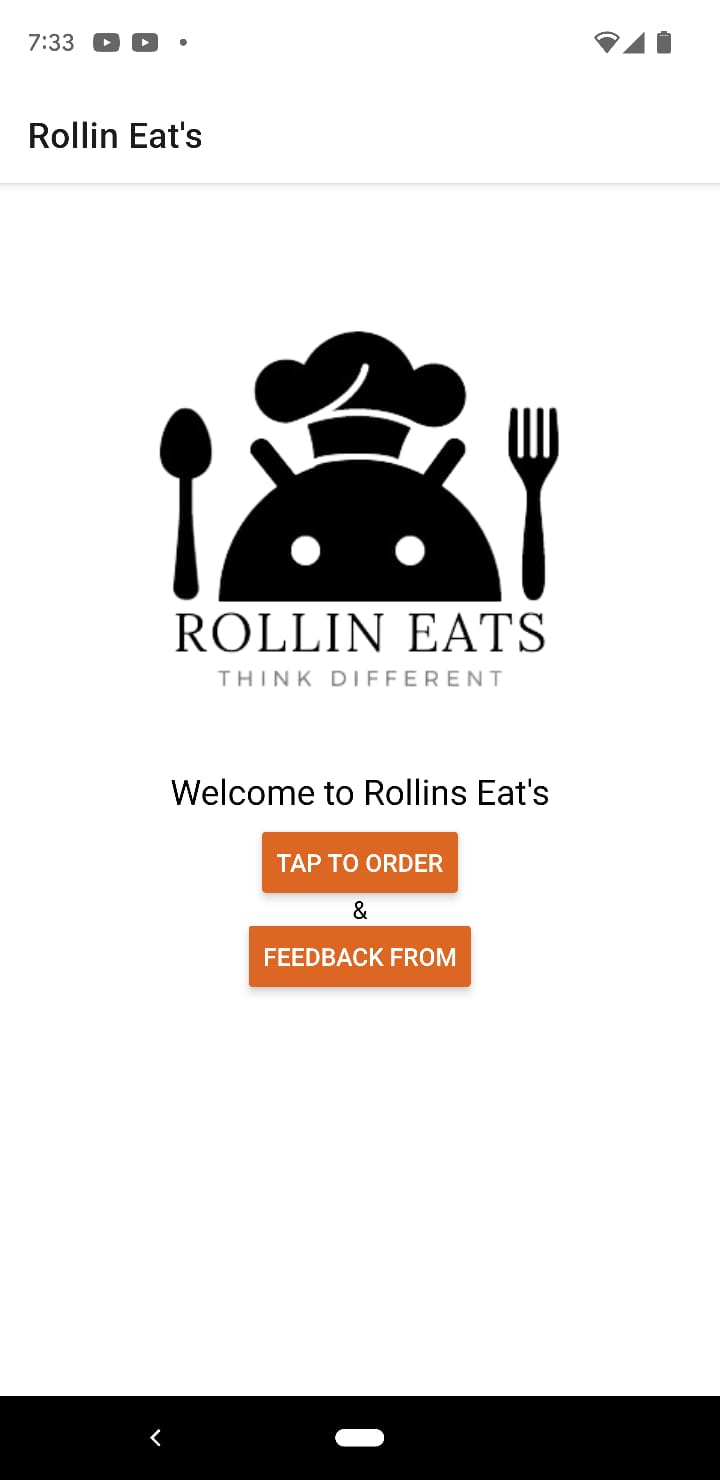 7:33
Rollin Eat's
ROLLIN EATS
THINK DIFFERENT
Welcome to Rollins Eat's
TAP TO ORDER
&
FEEDBACK FROM